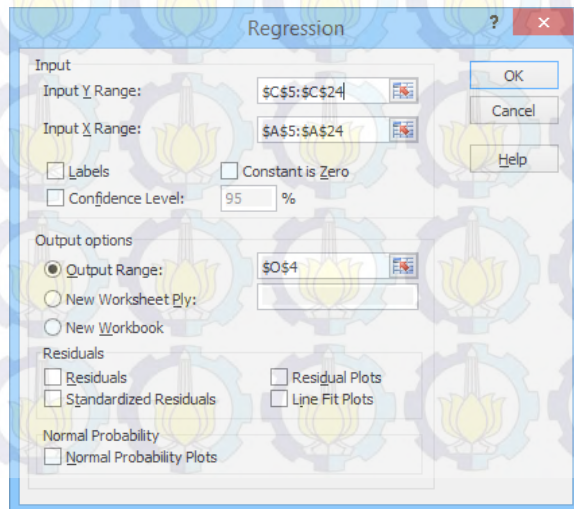 Regression
?
Input
Input Y Range:
$C$5:$C$24
Input X Range:
$A$5:$A$24
Labels
Constant is Zero
Confidence Level:
95
%
OK
Cancel
Help
Output options
Output Range:
$O$4
New Worksheet Ply:
New Workbook
Residuals
Residuals
Residual Plots
Standardized Residuals
Line Fit Plots
Normal Probability
Normal Probability Plots